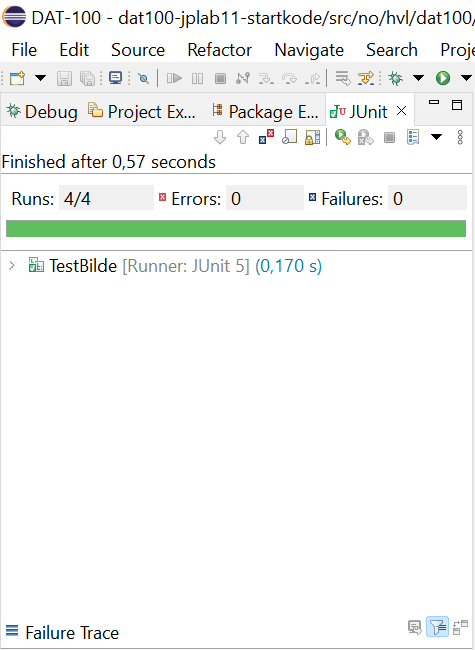 DAT-100 - dat100-jplab11-startkode/src/no/hvl/dat100/
File Edit Source Refactor Navigate Search Proje
Debug Project Ex... Package E... JUnit
Finished after 0,57 seconds
Runs: 4/4 Errors: 0 Failures: 0
TestBilde [Runner: JUnit 5] (0,170 s)
Failure Trace